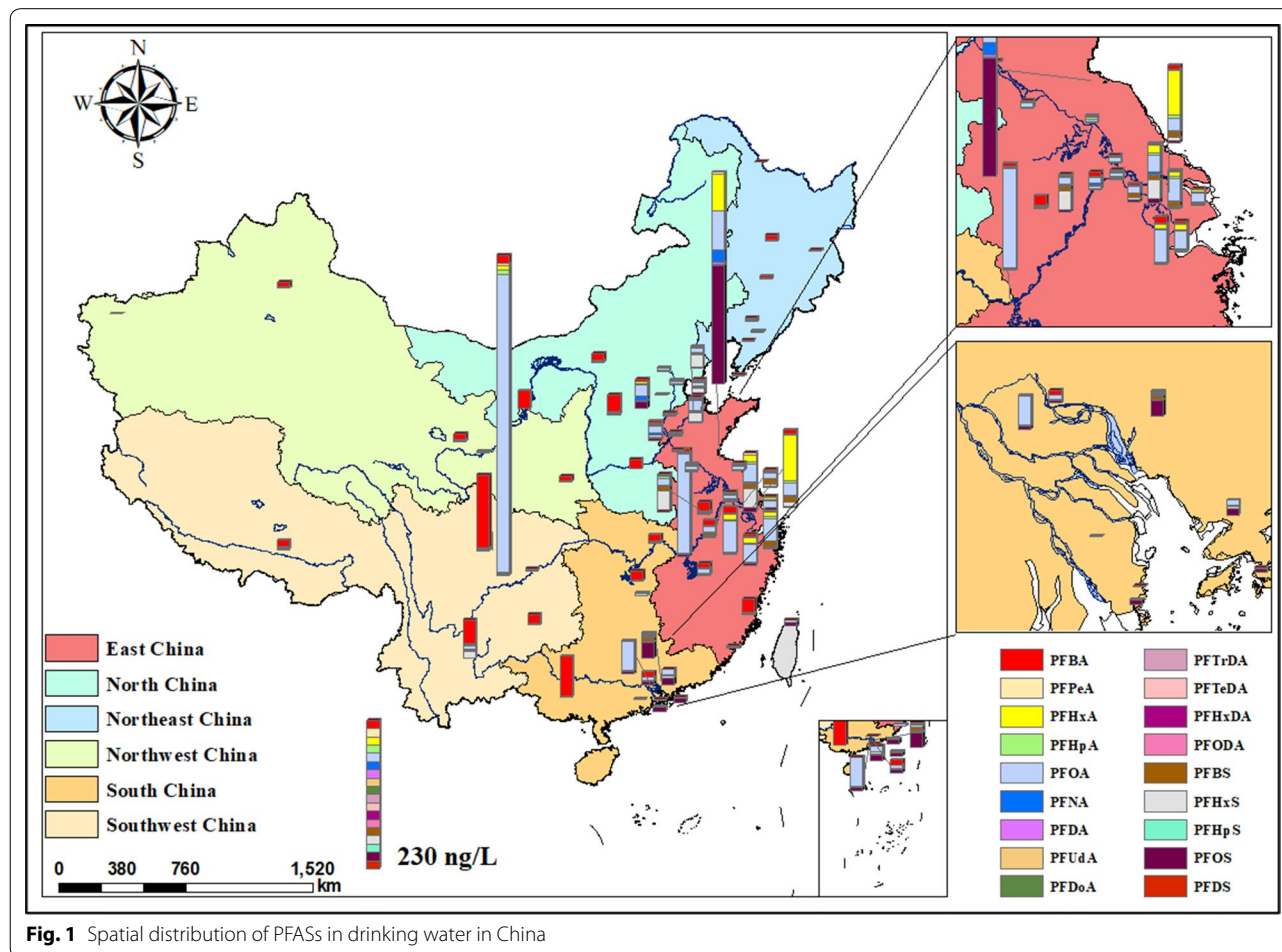 N
W E
S
East China
North China
Northeast China
Northwest China
South China
Southwest China
0 380 760 1,520
km
230 ng/L
PFBA PFTrDA
PFPeA PFTeDA
PFHxA PFHxDA
PFHpA PFODA
PFOA PFBS
PFNA PFHxS
PFDA PFHpS
PFUdA PFOS
PFDoA PFDS
Fig. 1 Spatial distribution of PFASs in drinking water in China